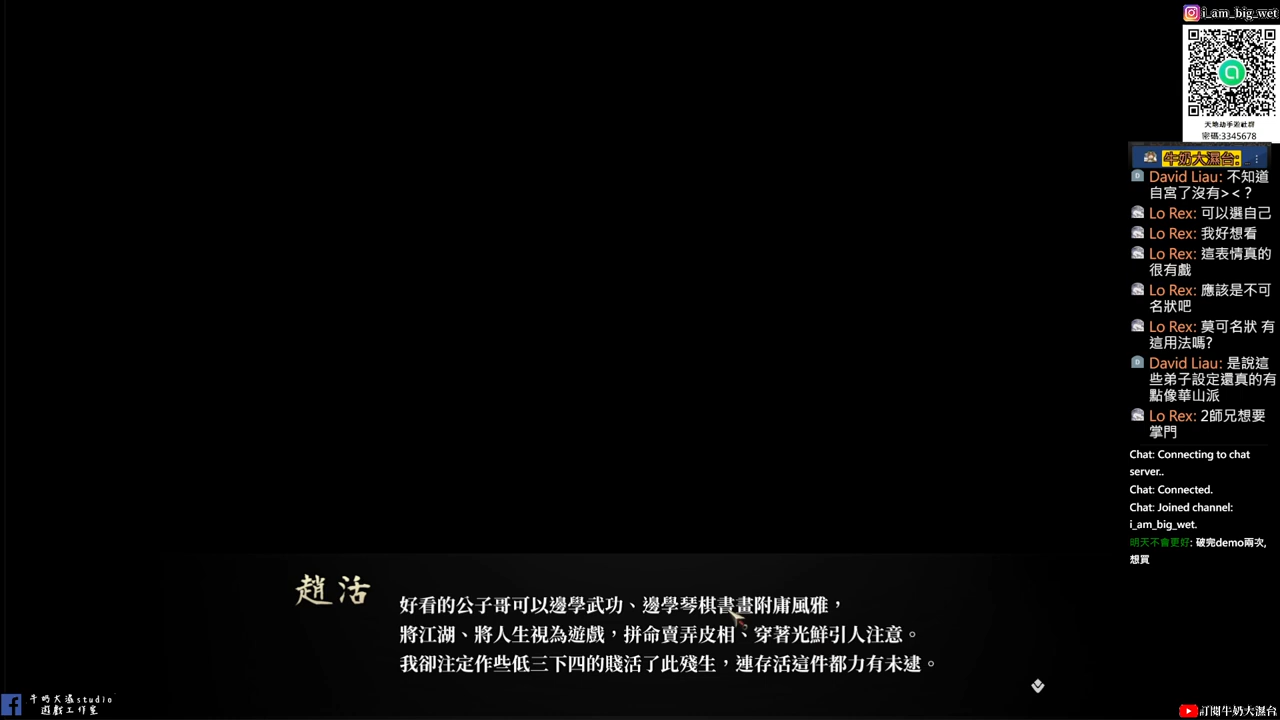 i_am_big_wet
天地劫手遊社群
密碼:3345678
牛奶大濕台:
David Liau: 不知道
自宮了沒有><？
Lo Rex: 可以選自己
Lo Rex: 我好想看
Lo Rex: 這表情真的
很有戲
Lo Rex: 應該是不可
名狀吧
Lo Rex: 莫可名狀 有
這用法嗎?
David Liau: 是說這
些弟子設定還真的有
點像華山派
Lo Rex: 2師兄想要
掌門
Chat: Connecting to chat
server..
Chat: Connected.
Chat: Joined channel:
i_am_big_wet.
明天不會更好: 破完demo兩次,
想買
趙活
好看的公子哥可以邊學武功、邊學琴棋書畫附庸風雅，
將江湖、將人生視為遊戲，拼命賣弄皮相、穿著光鮮引人注意。
我卻注定作些低三下四的賤活了此殘生，連存活這件都力有未逮。
牛奶大濕studio
遊戲工作室
訂閱牛奶大濕台